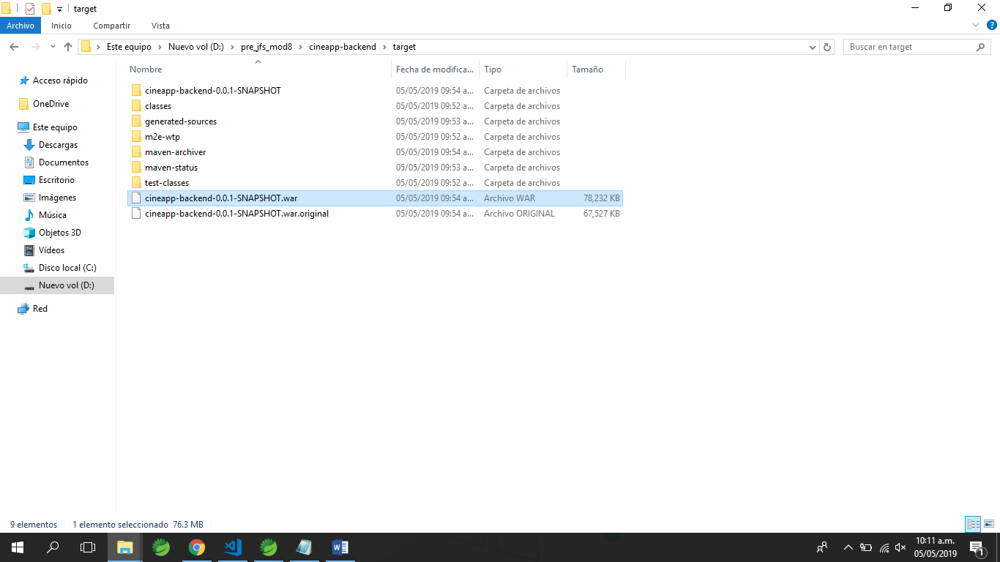 target
Archivo Inicio Compartir Vista
Este equipo Nuevo vol (D:) pre_jfs_mod8 cineapp-backend target
Buscar en target
Acceso rápido
OneDrive
Este equipo
Descargas
Documentos
Escritorio
Imágenes
Música
Objetos 3D
Vídeos
Disco local (C:)
Nuevo vol (D:)
Red
Nombre Fecha de modifica... Tipo Tamaño
cineapp-backend-0.0.1-SNAPSHOT 05/05/2019 09:54 a... Carpeta de archivos
classes 05/05/2019 09:52 a... Carpeta de archivos
generated-sources 05/05/2019 09:53 a... Carpeta de archivos
m2e-wtp 05/05/2019 09:52 a... Carpeta de archivos
maven-archiver 05/05/2019 09:54 a... Carpeta de archivos
maven-status 05/05/2019 09:53 a... Carpeta de archivos
test-classes 05/05/2019 09:52 a... Carpeta de archivos
cineapp-backend-0.0.1-SNAPSHOT.war 05/05/2019 09:54 a... Archivo WAR 78,232 KB
cineapp-backend-0.0.1-SNAPSHOT.war.original 05/05/2019 09:54 a... Archivo ORIGINAL 67,527 KB
9 elementos 1 elemento seleccionado 76.3 MB
10:11 a.m.
05/05/2019
1